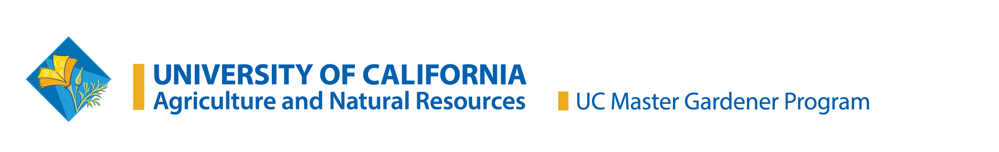 UNIVERSITY OF CALIFORNIA
Agriculture and Natural Resources
UC Master Gardener Program